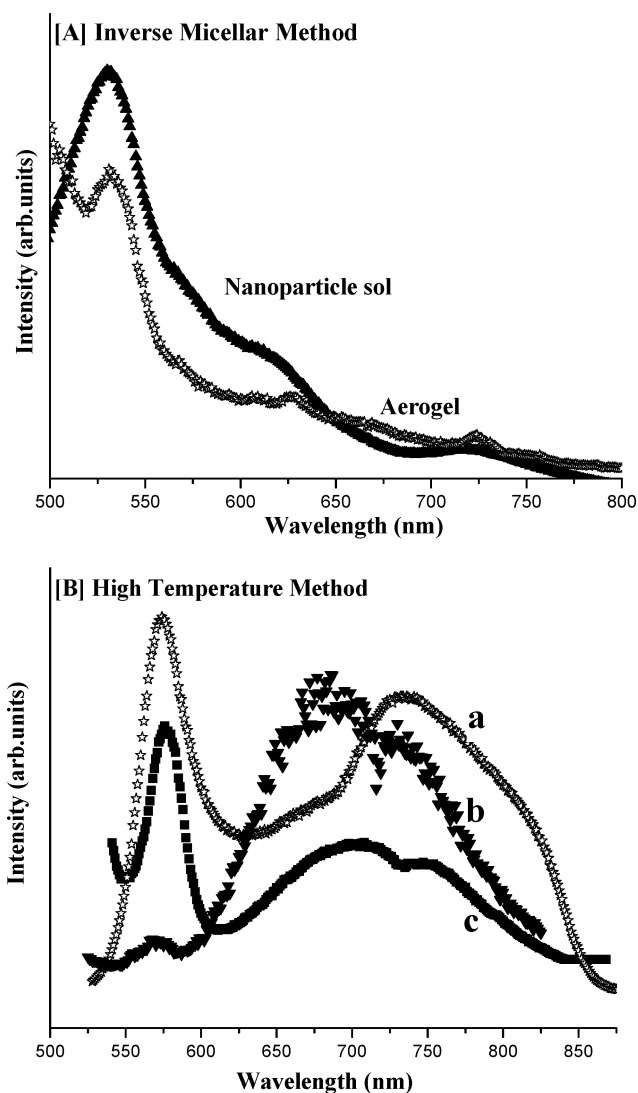 [A] Inverse Micellar Method
Intensity (arb.units)
Nanoparticle sol
Aerogel
500 550 600 650 700 750 800
Wavelength (nm)
[B] High Temperature Method
Intensity (arb.units)
a
b
c
500 550 600 650 700 750 800 850
Wavelength (nm)